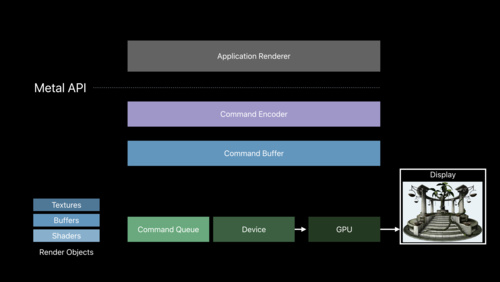 Application Renderer
Metal API
Command Encoder
Command Buffer
Display
Textures
Buffers
Shaders
Render Objects
Command Queue
Device
GPU